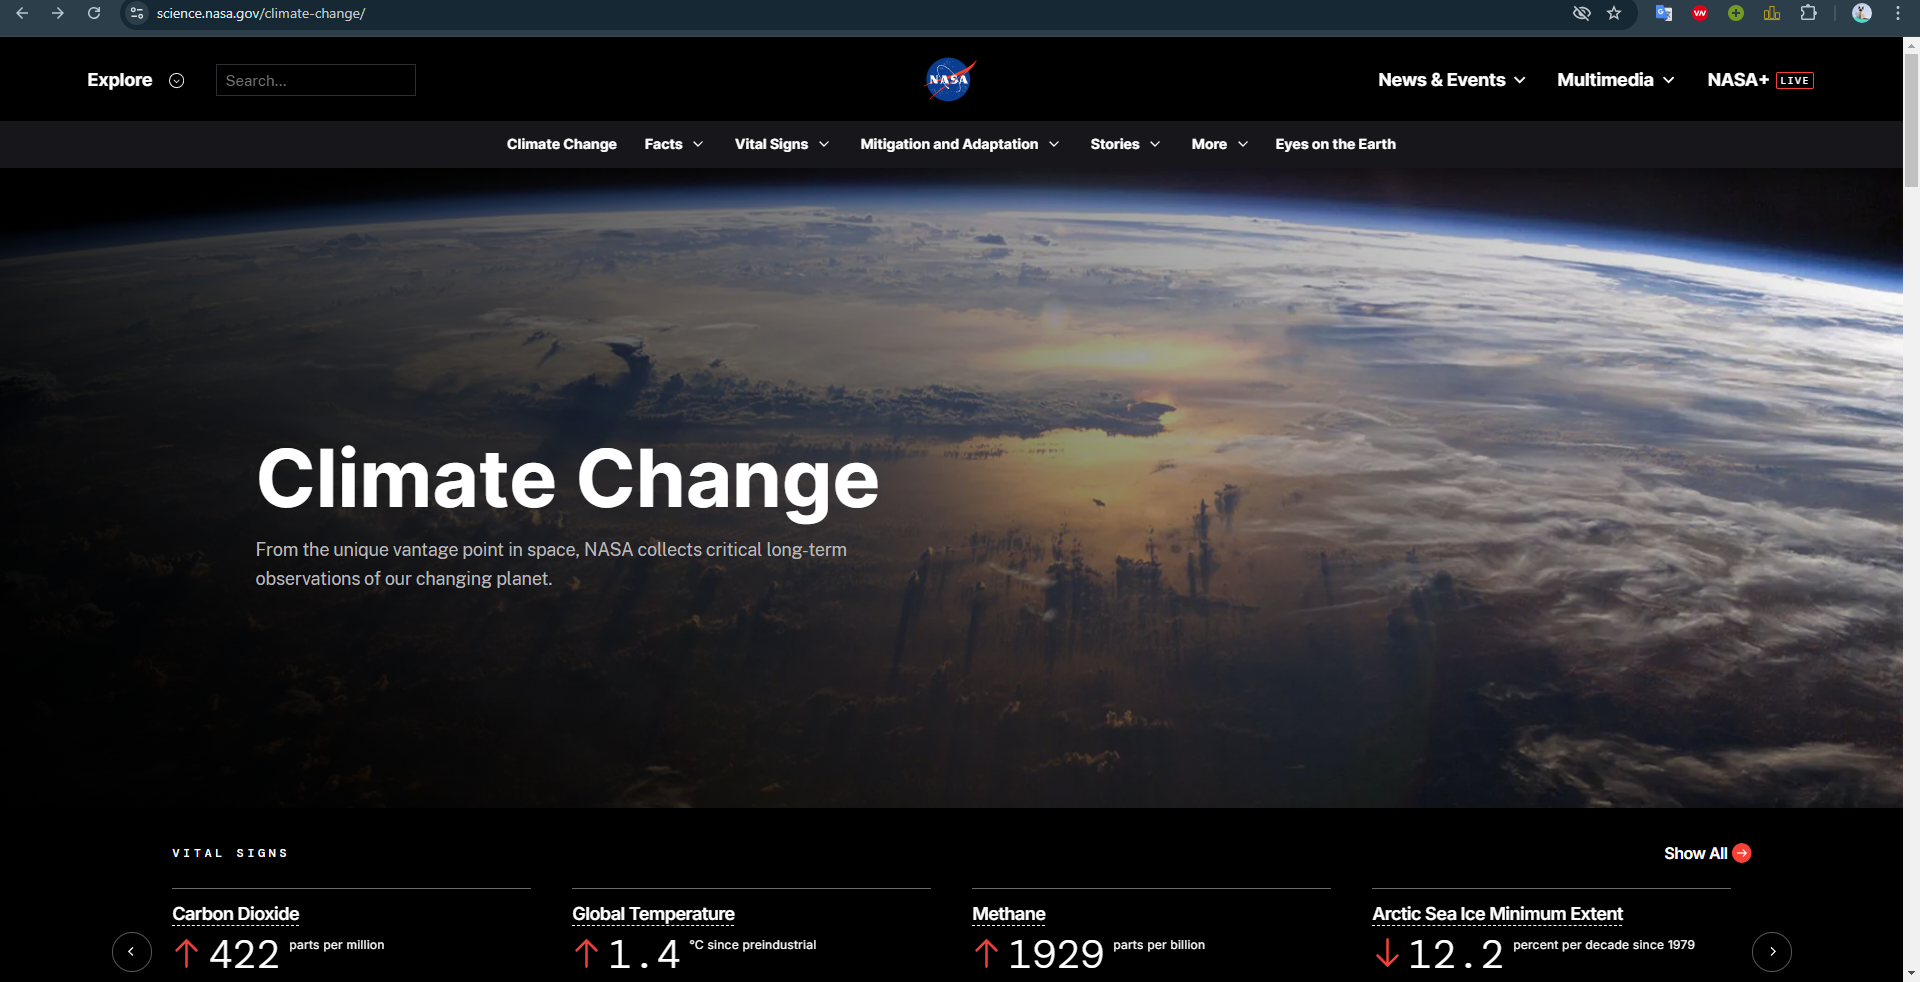 science.nasa.gov/climate-change/
Explore
Search...
NASA
News & Events
Multimedia
NASA+ LIVE
Climate Change
Facts
Vital Signs
Mitigation and Adaptation
Stories
More
Eyes on the Earth
Climate Change
From the unique vantage point in space, NASA collects critical long-term
observations of our changing planet.
VITAL SIGNS
Show All
Carbon Dioxide
422 parts per million
Global Temperature
1.4 °C since preindustrial
Methane
1929 parts per billion
Arctic Sea Ice Minimum Extent
12.2 percent per decade since 1979